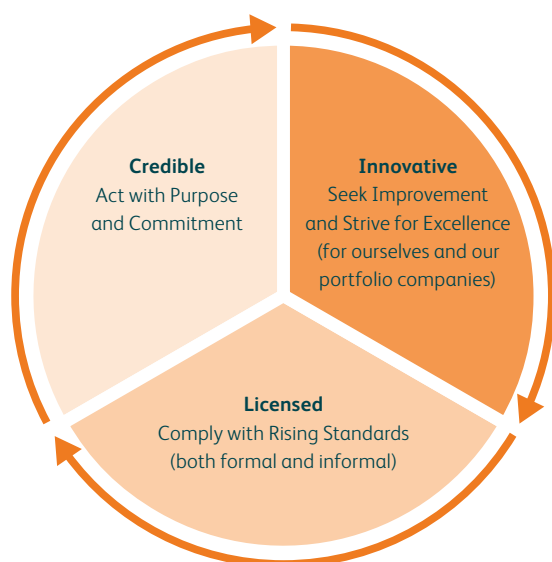 Credible
Act with Purpose
and Commitment
Innovative
Seek Improvement
and Strive for Excellence
(for ourselves and our
portfolio companies)
Licensed
Comply with Rising Standards
(both formal and informal)